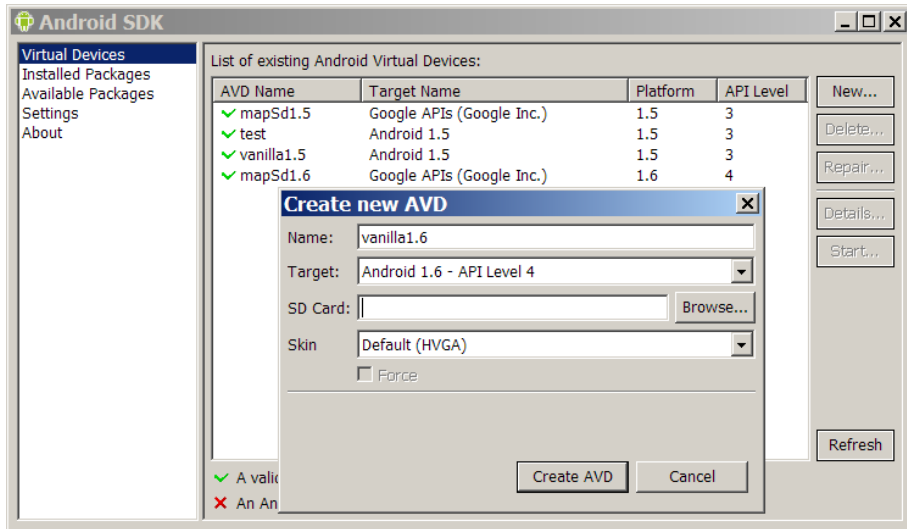 Android SDK
Virtual Devices
Installed Packages
Available Packages
Settings
About
List of existing Android Virtual Devices:
AVD Name Target Name Platform API Level
mapSd1.5 Google APIs (Google Inc.) 1.5 3
test Android 1.5 1.5 3
vanilla1.5 Android 1.5 1.5 3
mapSd1.6 Google APIs (Google Inc.) 1.6 4
New...
Delete...
Repair...
Details...
Start...
Refresh
Create new AVD
Name: vanilla1.6
Target: Android 1.6 - API Level 4
SD Card: Browse...
Skin Default (HVGA)
Force
Create AVD Cancel
A valid
An An